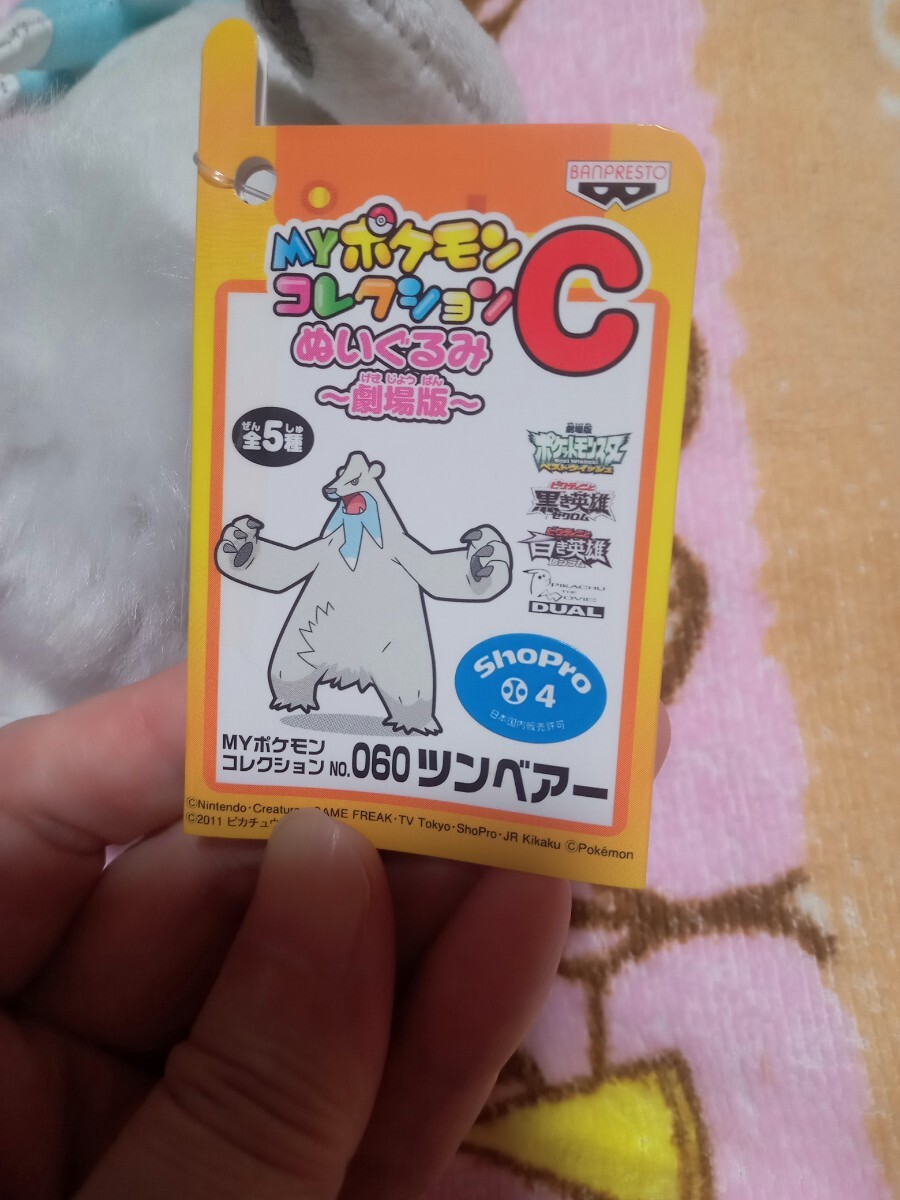 BANPRESTO
MYポケモン
コレクション
C
ぬいぐるみ
げきじょうばん
～劇場版～
ぜん しゅ
全5種
劇場版
ポケットモンスター
ベストウイッシュ
ビクティニと
黒き英雄
ゼクロム
ビクティニと
白き英雄
レシラム
PIKACHU
THE
MOVIE
DUAL
ShoPro
4
日本国内販売許可
MYポケモン
コレクション NO.060 ツンベアー
©Nintendo・Creatur GAME FREAK・TV Tokyo・ShoPro・JR Kikaku ©Pokémon
©2011 ピカチュウ